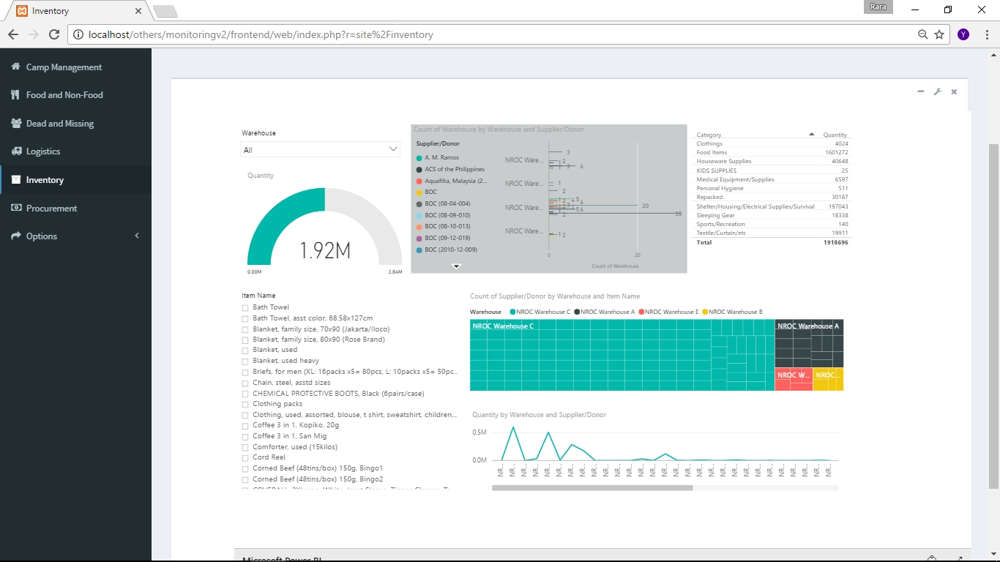 Inventory
Rara
localhost/others/monitoringv2/frontend/web/index.php?r=site%2Finventory
Y
Camp Management
Food and Non-Food
Dead and Missing
Logistics
Inventory
Procurement
Options
Warehouse
All
Quantity
1.92M
0.00M 3.84M
Count of Warehouse by Warehouse and Supplier/Donor
Supplier/Donor
A. M. Ramos
ACS of the Philippines
Aquafilta, Malaysia (2...
BOC
BOC (08-04-004)
BOC (08-09-010)
BOC (08-10-013)
BOC (09-12-019)
BOC (2010-12-009)
NROC Ware...
NROC Ware...
NROC Ware...
NROC Ware...
3
1 2
6
1
2
20
30
1 2
0 20
Count of Warehouse
Category Quantity
Clothings 4024
Food Items 1601272
Houseware Supplies 40648
KIDS SUPPLIES 25
Medical Equipment/Supplies 6597
Personal Hygiene 511
Repacked 30187
Shelter/Housing/Electrical Supplies/Survival 197043
Sleeping Gear 18338
Sports/Recreation 140
Textile/Curtain/etc 19911
Total 1918696
Item Name
Bath Towel
Bath Towel, asst color, 68.58x127cm
Blanket, family size, 70x90 (Jakarta/Iloco)
Blanket, family size, 80x90 (Rose Brand)
Blanket, used
Blanket, used heavy
Briefs, for men (XL: 16packs x5= 80pcs, L: 10packs x5= 50pc...
Chain, steel, asstd sizes
CHEMICAL PROTECTIVE BOOTS, Black (6pairs/case)
Clothing packs
Clothing, used, assorted, blouse, t shirt, sweatshirt, children...
Coffee 3 in 1, Kopiko, 20g
Coffee 3 in 1, San Mig
Comforter, used (15kilos)
Cord Reel
Corned Beef (48tins/box) 150g, Bingo1
Corned Beef (48tins/box) 150g, Bingo2
Count of Supplier/Donor by Warehouse and Item Name
Warehouse NROC Warehouse C NROC Warehouse A NROC Warehouse E NROC Warehouse B
NROC Warehouse C
NROC Warehouse A
NROC W...
NROC...
Quantity by Warehouse and Supplier/Donor
0.5M
0.0M
NR... NR... NR... NR... NR... NR... NR... NR... NR... NR... NR... NR... NR... NR... NR... NR... NR... NR... NR... NR... NR... NR... NR... NR... NR... NR... NR... NR... NR...
Microsoft Power BI